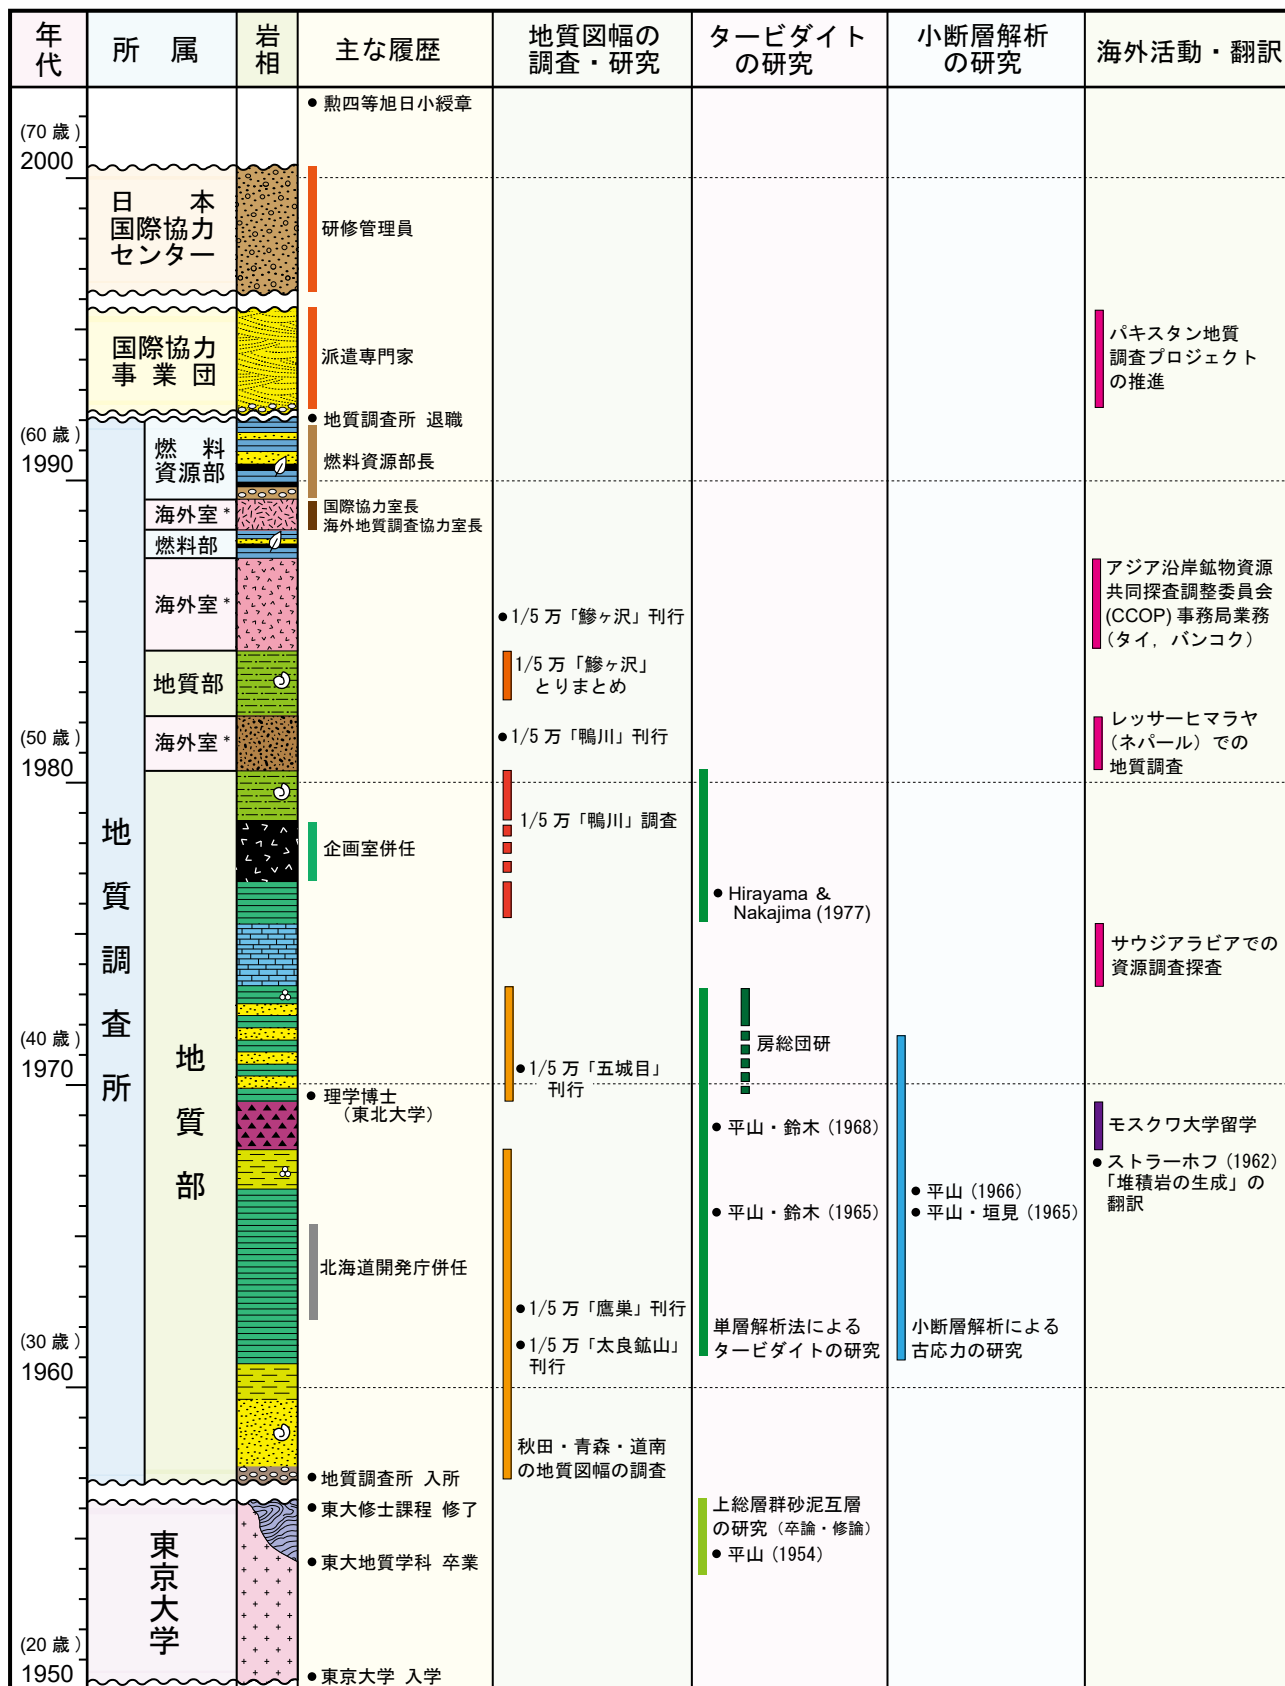 年代
所 属
岩相
主な履歴
地質図幅の
調査・研究
タービダイト
の研究
小断層解析
の研究
海外活動・翻訳
(70 歳)
2000
(60 歳)
1990
(50 歳)
1980
(40 歳)
1970
(30 歳)
1960
(20 歳)
1950
日 本
国際協力
センター
国際協力
事 業 団
地質調査所
燃 料
資源部
海外室 *
燃料部
海外室 *
地質部
海外室 *
地質部
東京大学
勲四等旭日小綬章
研修管理員
派遣専門家
地質調査所 退職
燃料資源部長
国際協力室長
海外地質調査協力室長
企画室併任
理学博士
(東北大学)
北海道開発庁併任
地質調査所 入所
東大修士課程 修了
東大地質学科 卒業
東京大学 入学
1/5 万「鰺ヶ沢」刊行
1/5 万「鰺ヶ沢」
とりまとめ
1/5 万「鴨川」刊行
1/5 万「鴨川」調査
1/5 万「五城目」
刊行
1/5 万「鷹巣」刊行
1/5 万「太良鉱山」
刊行
秋田・青森・道南
の地質図幅の調査
Hirayama &
Nakajima (1977)
房総団研
平山・鈴木 (1968)
平山・鈴木 (1965)
単層解析法による
タービダイトの研究
上総層群砂泥互層
の研究 (卒論・修論)
平山 (1954)
平山 (1966)
平山・垣見 (1965)
小断層解析による
古応力の研究
パキスタン地質
調査プロジェクト
の推進
アジア沿岸鉱物資源
共同探査調整委員会
(CCOP) 事務局業務
(タイ, バンコク)
レッサーヒマラヤ
(ネパール) での
地質調査
サウジアラビアでの
資源調査探査
モスクワ大学留学
ストラーホフ (1962)
「堆積岩の生成」の
翻訳